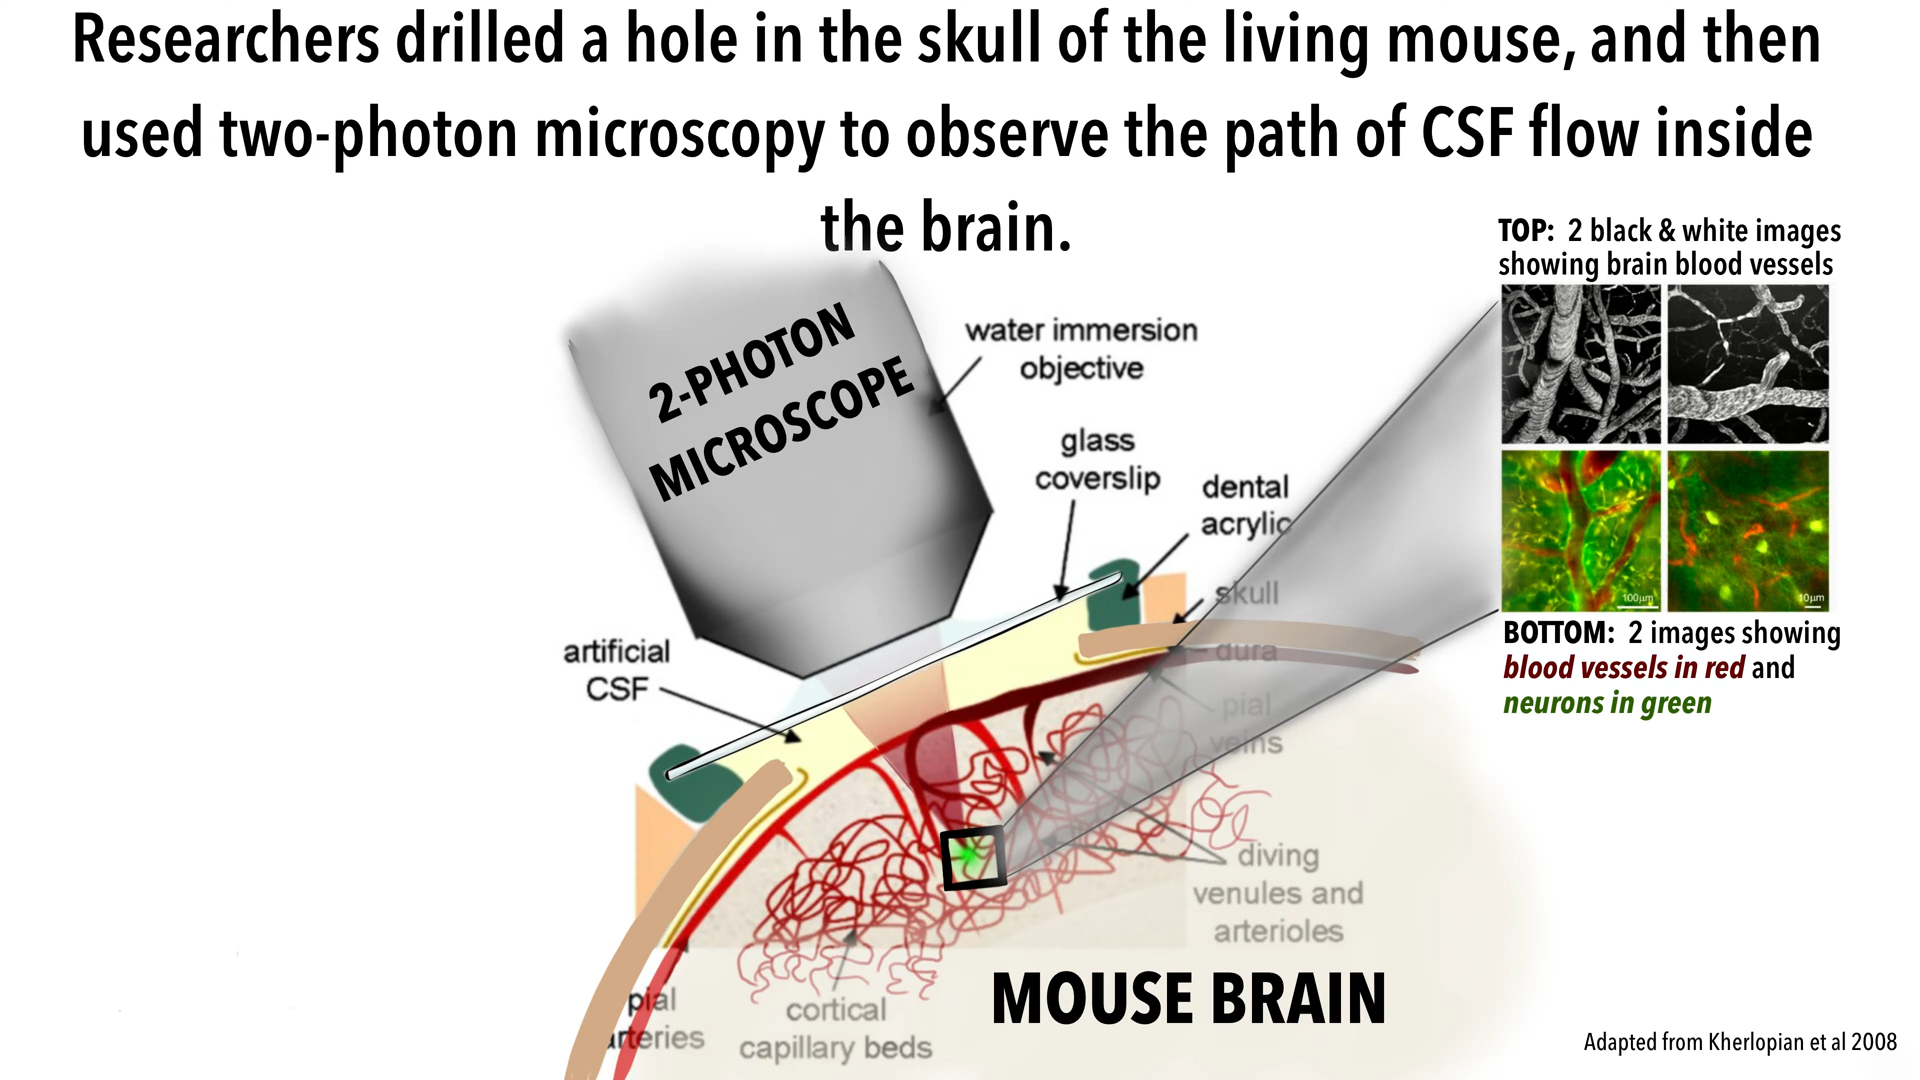 Researchers drilled a hole in the skull of the living mouse, and then
used two-photon microscopy to observe the path of CSF flow inside
the brain.
TOP: 2 black & white images
showing brain blood vessels
2-PHOTON
MICROSCOPE
water immersion
objective
glass
coverslip
dental
acrylic
skull
dura
pial
veins
artificial
CSF
100µm
10µm
BOTTOM: 2 images showing
blood vessels in red and
neurons in green
diving
venules and
arterioles
MOUSE BRAIN
pial
arteries
cortical
capillary beds
Adapted from Kherlopian et al 2008